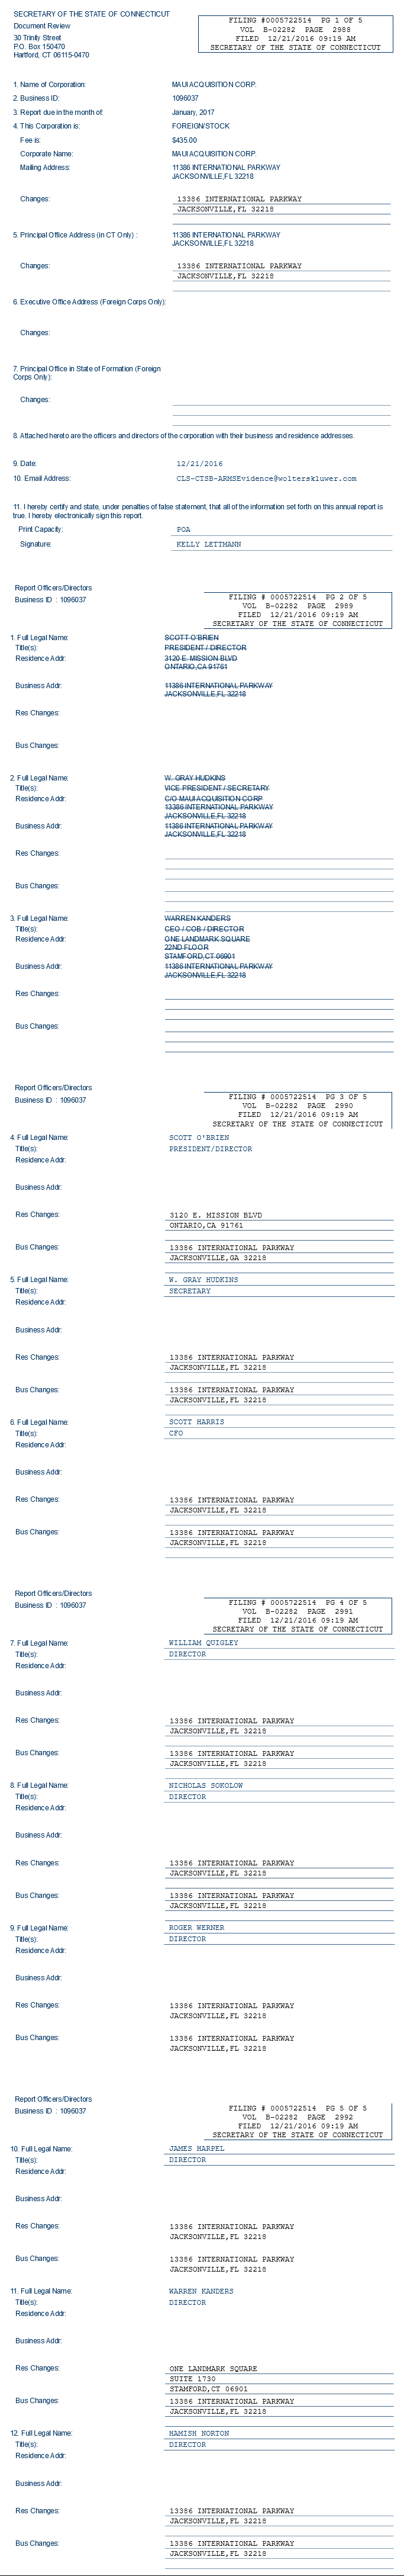 SECRETARY OF THE STATE OF CONNECTICUT
Document Review
30 Trinity Street
P.O. Box 150470
Hartford, CT 06115-0470
FILING #0005722514 PG 1 OF 5
VOL B-02282 PAGE 2988
FILED 12/21/2016 09:19 AM
SECRETARY OF THE STATE OF CONNECTICUT
1. Name of Corporation: MAUI ACQUISITION CORP.
2. Business ID: 1096037
3. Report due in the month of: January, 2017
4. This Corporation is: FOREIGN/STOCK
Fee is: $435.00
Corporate Name: MAUI ACQUISITION CORP.
Mailing Address: 11386 INTERNATIONAL PARKWAY
JACKSONVILLE,FL 32218
Changes: 13386 INTERNATIONAL PARKWAY
JACKSONVILLE,FL 32218
5. Principal Office Address (in CT Only) : 11386 INTERNATIONAL PARKWAY
JACKSONVILLE,FL 32218
Changes: 13386 INTERNATIONAL PARKWAY
JACKSONVILLE,FL 32218
6. Executive Office Address (Foreign Corps Only):
Changes:
7. Principal Office in State of Formation (Foreign
Corps Only):
Changes:
8. Attached hereto are the officers and directors of the corporation with their business and residence addresses.
9. Date: 12/21/2016
10. Email Address: CLS-CTSB-ARMSEvidence@wolterskluwer.com
11. I hereby certify and state, under penalties of false statement, that all of the information set forth on this annual report is
true. I hereby electronically sign this report.
Print Capacity: POA
Signature: KELLY LETTMANN
Report Officers/Directors
Business ID : 1096037
FILING # 0005722514 PG 2 OF 5
VOL B-02282 PAGE 2989
FILED 12/21/2016 09:19 AM
SECRETARY OF THE STATE OF CONNECTICUT
1. Full Legal Name: SCOTT O'BRIEN
Title(s): PRESIDENT / DIRECTOR
Residence Addr: 3120 E. MISSION BLVD
ONTARIO,CA 91761
Business Addr: 11386 INTERNATIONAL PARKWAY
JACKSONVILLE,FL 32218
Res Changes:
Bus Changes:
2. Full Legal Name: W. GRAY HUDKINS
Title(s): VICE PRESIDENT / SECRETARY
Residence Addr: C/O MAUI ACQUISITION CORP
13386 INTERNATIONAL PARKWAY
JACKSONVILLE,FL 32218
Business Addr: 11386 INTERNATIONAL PARKWAY
JACKSONVILLE,FL 32218
Res Changes:
Bus Changes:
3. Full Legal Name: WARREN KANDERS
Title(s): CEO / COB / DIRECTOR
Residence Addr: ONE LANDMARK SQUARE
22ND FLOOR
STAMFORD,CT 06901
Business Addr: 11386 INTERNATIONAL PARKWAY
JACKSONVILLE,FL 32218
Res Changes:
Bus Changes:
Report Officers/Directors
Business ID : 1096037
FILING # 0005722514 PG 3 OF 5
VOL B-02282 PAGE 2990
FILED 12/21/2016 09:19 AM
SECRETARY OF THE STATE OF CONNECTICUT
4. Full Legal Name: SCOTT O'BRIEN
Title(s): PRESIDENT/DIRECTOR
Residence Addr:
Business Addr:
Res Changes: 3120 E. MISSION BLVD
ONTARIO,CA 91761
Bus Changes: 13386 INTERNATIONAL PARKWAY
JACKSONVILLE,GA 32218
5. Full Legal Name: W. GRAY HUDKINS
Title(s): SECRETARY
Residence Addr:
Business Addr:
Res Changes: 13386 INTERNATIONAL PARKWAY
JACKSONVILLE,FL 32218
Bus Changes: 13386 INTERNATIONAL PARKWAY
JACKSONVILLE,FL 32218
6. Full Legal Name: SCOTT HARRIS
Title(s): CFO
Residence Addr:
Business Addr:
Res Changes: 13386 INTERNATIONAL PARKWAY
JACKSONVILLE,FL 32218
Bus Changes: 13386 INTERNATIONAL PARKWAY
JACKSONVILLE,FL 32218
Report Officers/Directors
Business ID : 1096037
FILING # 0005722514 PG 4 OF 5
VOL B-02282 PAGE 2991
FILED 12/21/2016 09:19 AM
SECRETARY OF THE STATE OF CONNECTICUT
7. Full Legal Name: WILLIAM QUIGLEY
Title(s): DIRECTOR
Residence Addr:
Business Addr:
Res Changes: 13386 INTERNATIONAL PARKWAY
JACKSONVILLE,FL 32218
Bus Changes: 13386 INTERNATIONAL PARKWAY
JACKSONVILLE,FL 32218
8. Full Legal Name: NICHOLAS SOKOLOW
Title(s): DIRECTOR
Residence Addr:
Business Addr:
Res Changes: 13386 INTERNATIONAL PARKWAY
JACKSONVILLE,FL 32218
Bus Changes: 13386 INTERNATIONAL PARKWAY
JACKSONVILLE,FL 32218
9. Full Legal Name: ROGER WERNER
Title(s): DIRECTOR
Residence Addr:
Business Addr:
Res Changes: 13386 INTERNATIONAL PARKWAY
JACKSONVILLE,FL 32218
Bus Changes: 13386 INTERNATIONAL PARKWAY
JACKSONVILLE,FL 32218
Report Officers/Directors
Business ID : 1096037
FILING # 0005722514 PG 5 OF 5
VOL B-02282 PAGE 2992
FILED 12/21/2016 09:19 AM
SECRETARY OF THE STATE OF CONNECTICUT
10. Full Legal Name: JAMES HARPEL
Title(s): DIRECTOR
Residence Addr:
Business Addr:
Res Changes: 13386 INTERNATIONAL PARKWAY
JACKSONVILLE,FL 32218
Bus Changes: 13386 INTERNATIONAL PARKWAY
JACKSONVILLE,FL 32218
11. Full Legal Name: WARREN KANDERS
Title(s): DIRECTOR
Residence Addr:
Business Addr:
Res Changes: ONE LANDMARK SQUARE
SUITE 1730
STAMFORD,CT 06901
Bus Changes: 13386 INTERNATIONAL PARKWAY
JACKSONVILLE,FL 32218
12. Full Legal Name: HAMISH NORTON
Title(s): DIRECTOR
Residence Addr:
Business Addr:
Res Changes: 13386 INTERNATIONAL PARKWAY
JACKSONVILLE,FL 32218
Bus Changes: 13386 INTERNATIONAL PARKWAY
JACKSONVILLE,FL 32218